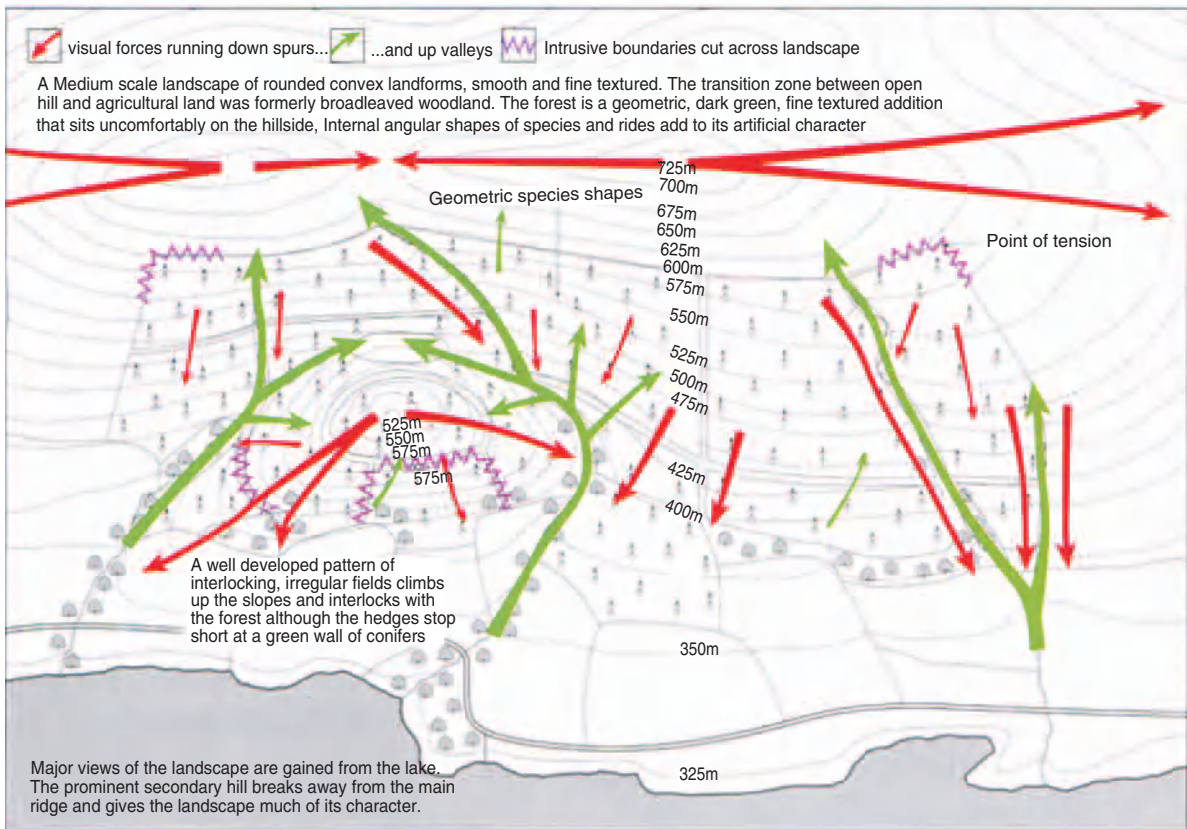 visual forces running down spurs... ...and up valleys Intrusive boundaries cut across landscape
A Medium scale landscape of rounded convex landforms, smooth and fine textured. The transition zone between open
hill and agricultural land was formerly broadleaved woodland. The forest is a geometric, dark green, fine textured addition
that sits uncomfortably on the hillside, Internal angular shapes of species and rides add to its artificial character
725m
700m
Geometric species shapes
675m
650m
Point of tension
625m
600m
575m
550m
525m
500m
475m
525m
550m
575m
575m
425m
400m
A well developed pattern of
interlocking, irregular fields climbs
up the slopes and interlocks with
the forest although the hedges stop
short at a green wall of conifers
350m
325m
Major views of the landscape are gained from the lake.
The prominent secondary hill breaks away from the main
ridge and gives the landscape much of its character.